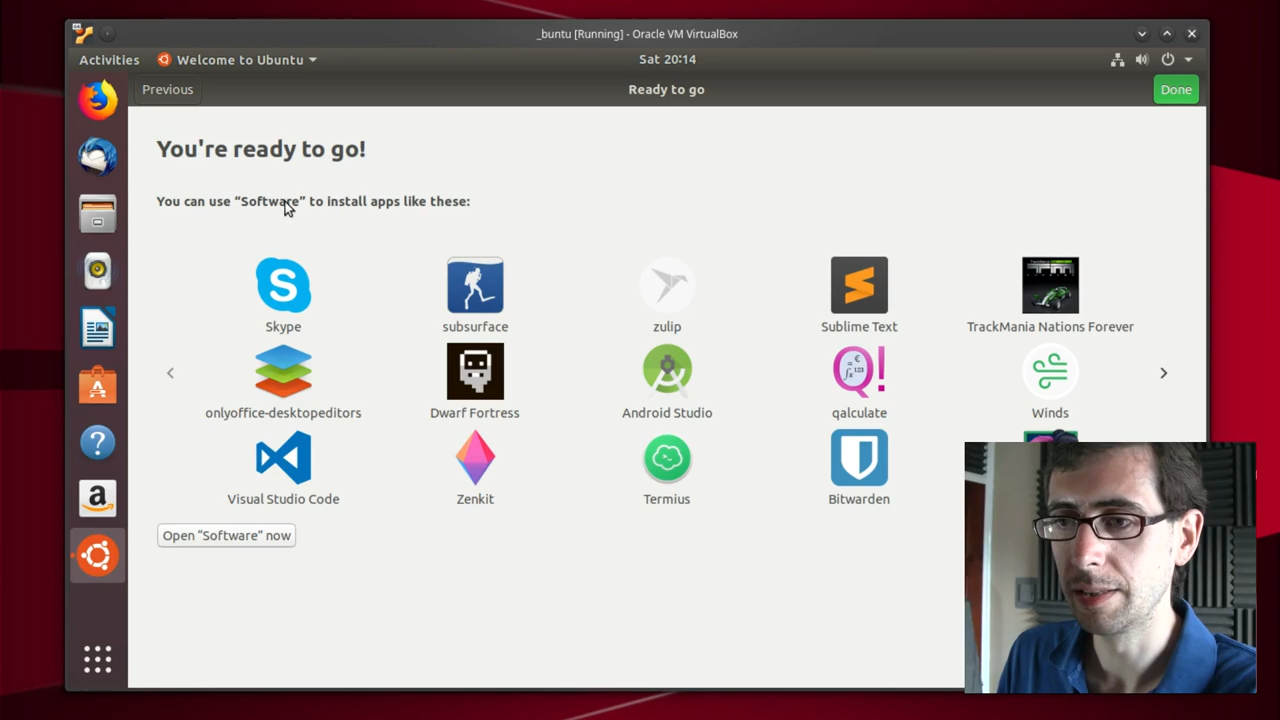 _buntu [Running] - Oracle VM VirtualBox
Activities
Welcome to Ubuntu
Sat 20:14
Previous
Ready to go
Done
You're ready to go!
You can use “Software” to install apps like these:
Skype
subsurface
zulip
Sublime Text
TrackMania Nations Forever
onlyoffice-desktopeditors
Dwarf Fortress
Android Studio
qalculate
Winds
Visual Studio Code
Zenkit
Termius
Bitwarden
Open “Software” now